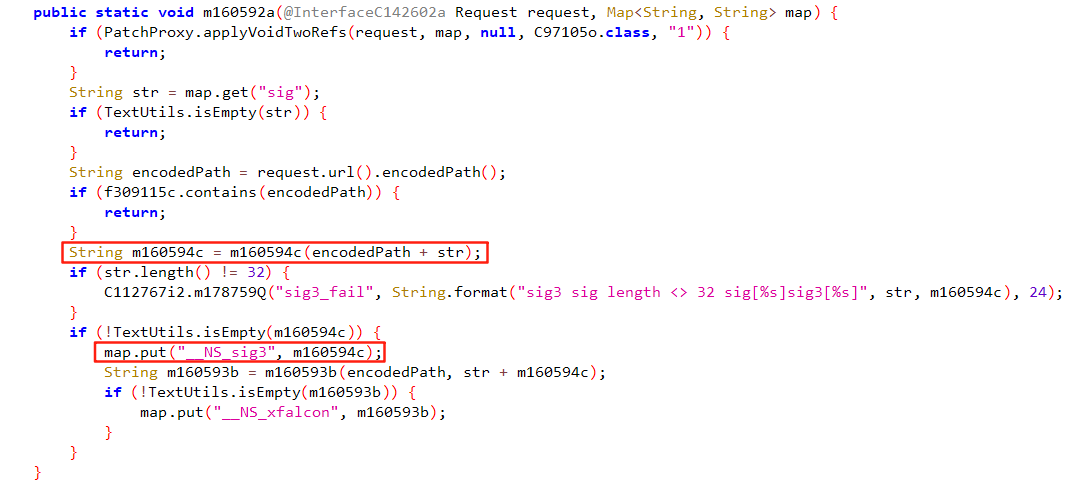 public static void m160592a(@InterfaceC142602a Request request, Map<String, String> map) {
if (PatchProxy.applyVoidTwoRefs(request, map, null, C97105o.class, "1")) {
return;
}
String str = map.get("sig");
if (TextUtils.isEmpty(str)) {
return;
}
String encodedPath = request.url().encodedPath();
if (f309115c.contains(encodedPath)) {
return;
}
String m160594c = m160594c(encodedPath + str);
if (str.length() != 32) {
C112767i2.m178759Q("sig3_fail", String.format("sig3 sig length <> 32 sig[%s]sig3[%s]", str, m160594c), 24);
}
if (!TextUtils.isEmpty(m160594c)) {
map.put("__NS_sig3", m160594c);
String m160593b = m160593b(encodedPath, str + m160594c);
if (!TextUtils.isEmpty(m160593b)) {
map.put("__NS_xfalcon", m160593b);
}
}
}